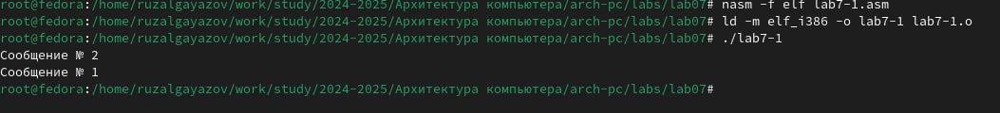 root@fedora:/home/ruzalgayazov/work/study/2024-2025/Архитектура компьютера/arch-pc/labs/lab07# nasm -f elf lab7-1.asm
root@fedora:/home/ruzalgayazov/work/study/2024-2025/Архитектура компьютера/arch-pc/labs/lab07# ld -m elf_i386 -o lab7-1 lab7-1.o
root@fedora:/home/ruzalgayazov/work/study/2024-2025/Архитектура компьютера/arch-pc/labs/lab07# ./lab7-1
Сообщение № 2
Сообщение № 1
root@fedora:/home/ruzalgayazov/work/study/2024-2025/Архитектура компьютера/arch-pc/labs/lab07#